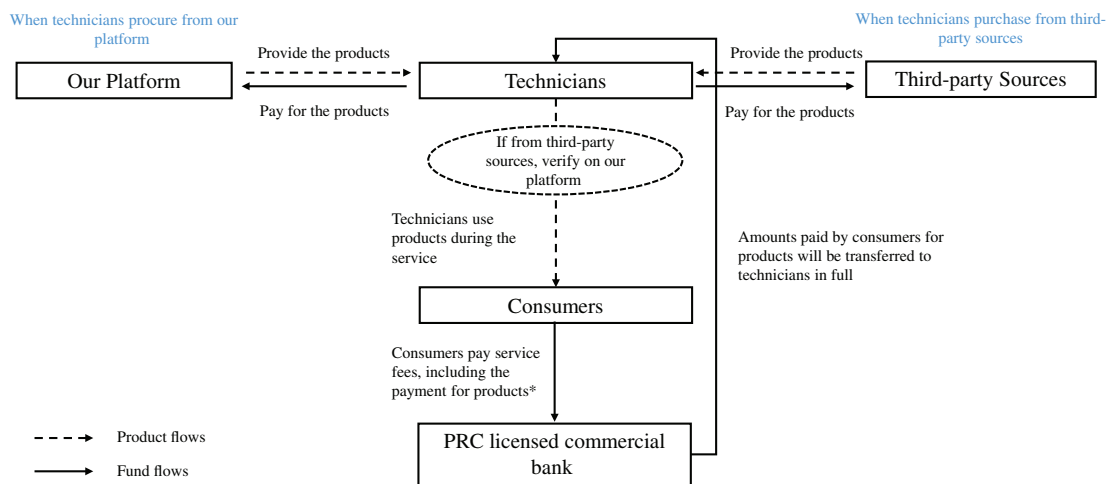 When technicians procure from our
platform
When technicians purchase from third-
party sources
Provide the products
Provide the products
Our Platform
Technicians
Third-party Sources
Pay for the products
Pay for the products
If from third-party
sources, verify on our
platform
Technicians use
products during the
service
Amounts paid by consumers for
products will be transferred to
technicians in full
Consumers
Consumers pay service
fees, including the
payment for products*
PRC licensed commercial
bank
Product flows
Fund flows